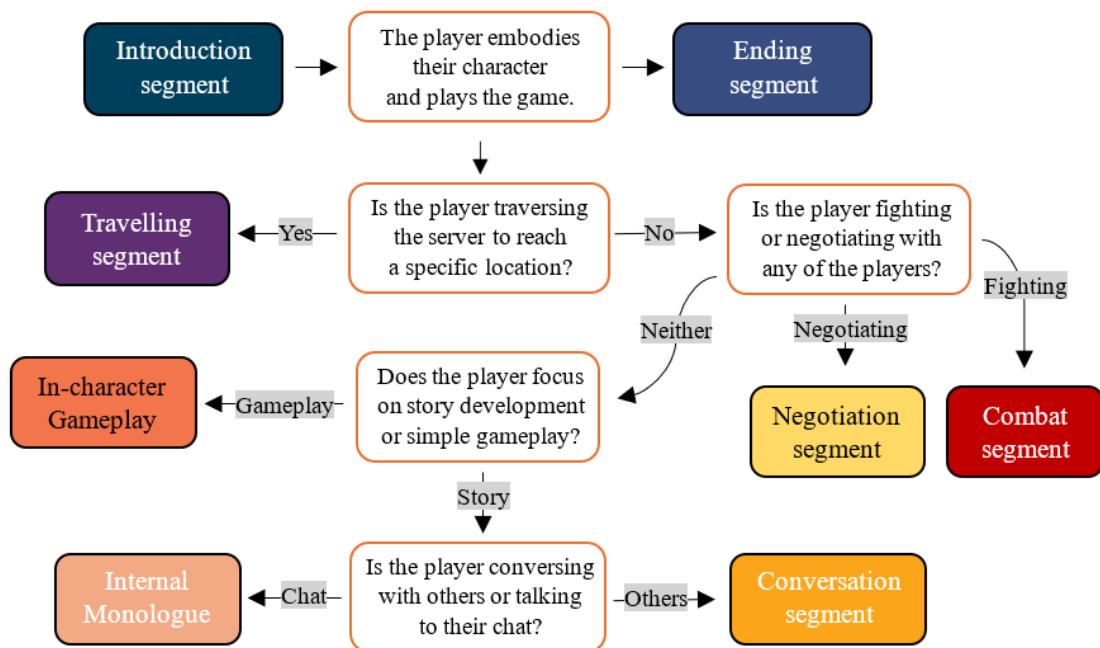 Introduction
segment
The player embodies
their character
and plays the game.
Ending
segment
Travelling
segment
Yes
Is the player traversing
the server to reach
a specific location?
No
Is the player fighting
or negotiating with
any of the players?
Fighting
Neither
Negotiating
In-character
Gameplay
Gameplay
Does the player focus
on story development
or simple gameplay?
Negotiation
segment
Combat
segment
Story
Internal
Monologue
Chat
Is the player conversing
with others or talking
to their chat?
Others
Conversation
segment